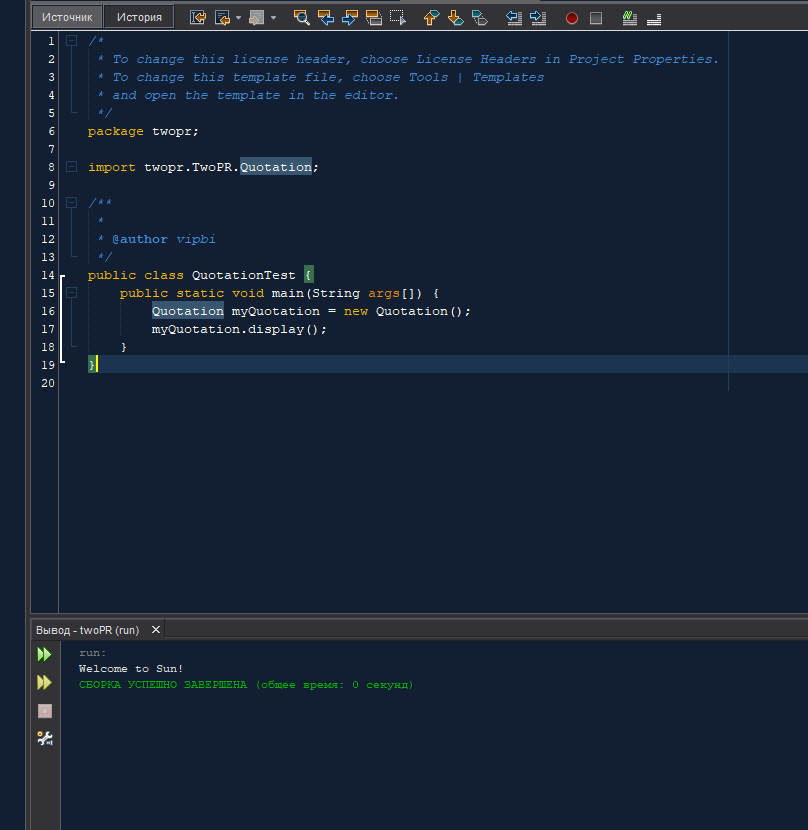 Источник История
1 /*
2 * To change this license header, choose License Headers in Project Properties.
3 * To change this template file, choose Tools | Templates
4 * and open the template in the editor.
5 */
6 package twopr;
7
8 import twopr.TwoPR.Quotation;
9
10 /**
11 *
12 * @author vipbi
13 */
14 public class QuotationTest {
15 public static void main(String args[]) {
16 Quotation myQuotation = new Quotation();
17 myQuotation.display();
18 }
19 }
20
Вывод - twoPR (run) ×
run:
Welcome to Sun!
СБОРКА УСПЕШНО ЗАВЕРШЕНА (общее время: 0 секунд)